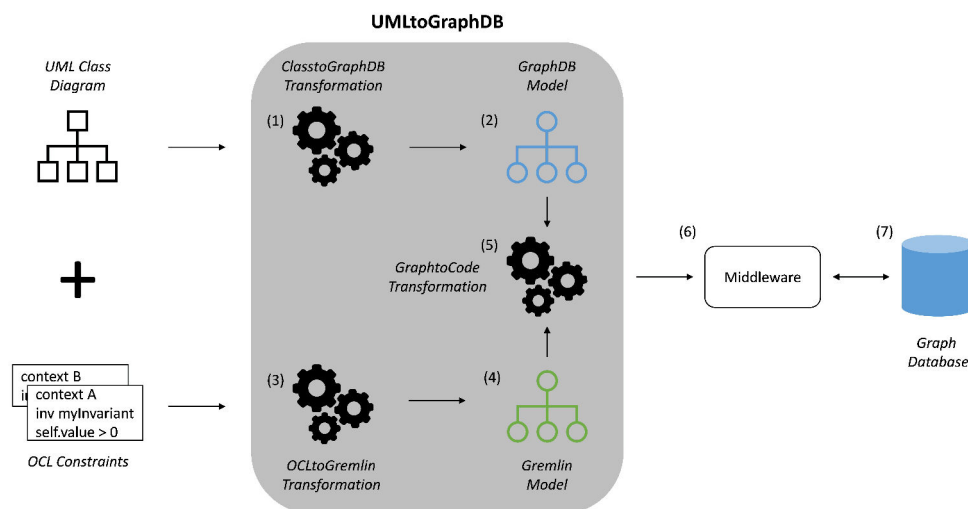 UMLtoGraphDB
UML Class
Diagram
ClasstoGraphDB
Transformation
GraphDB
Model
(1)
(2)
(5)
GraphtoCode
Transformation
(6)
Middleware
(7)
Graph
Database
context B
in
context A
inv myInvariant
self.value > 0
OCL Constraints
(3)
(4)
OCLtoGremlin
Transformation
Gremlin
Model